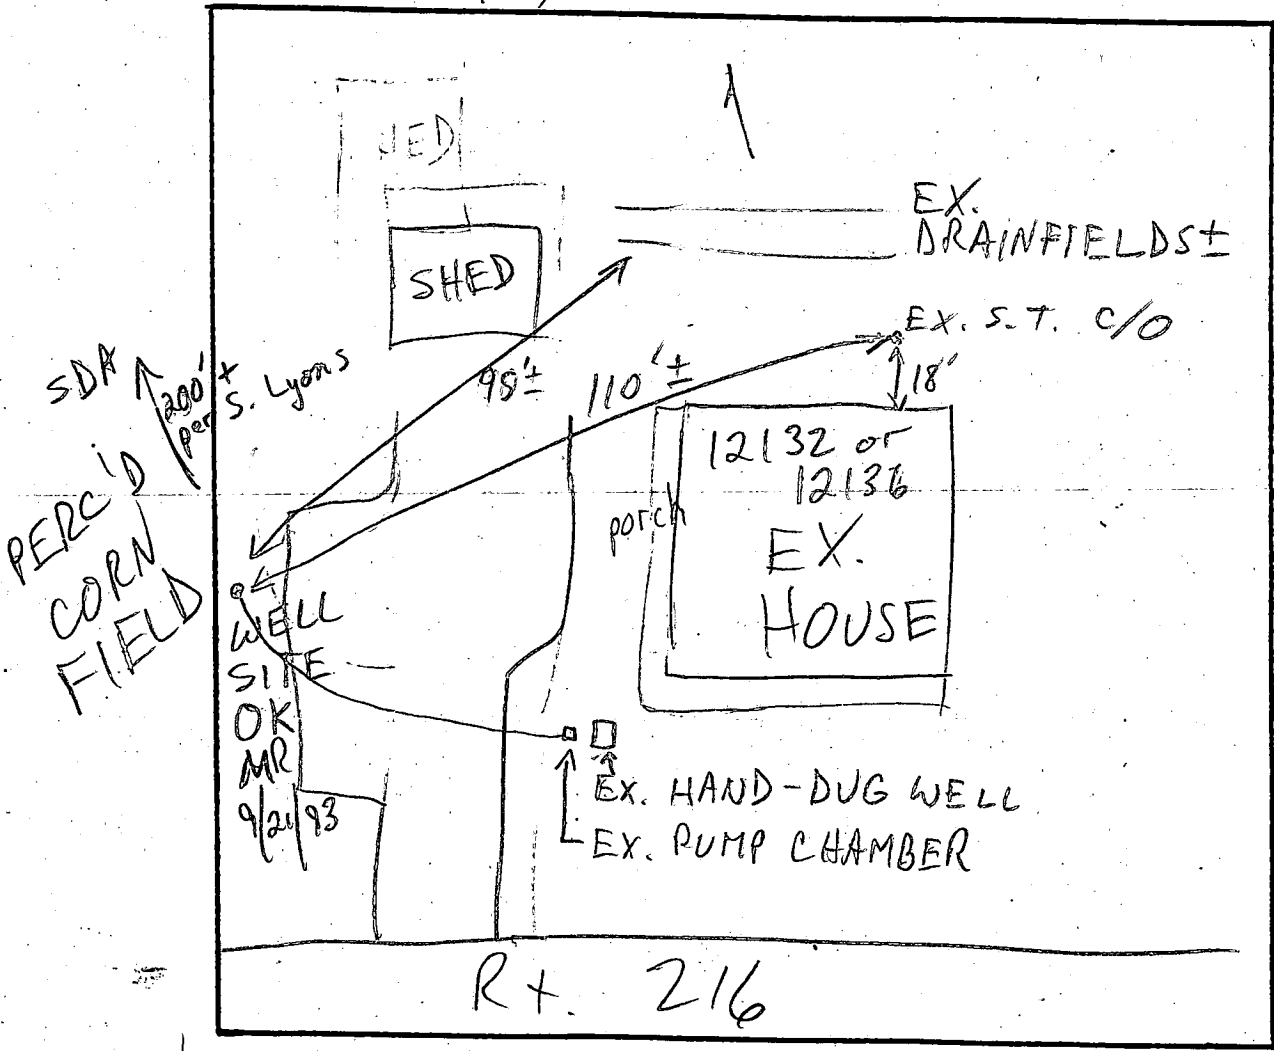 HED
SHED
EX.
DRAINFIELDS±
EX. S.T. C/O
18'
98'±
110'±
SDA
200'±
per S. Lyons
PERC'D
CORN
FIELD
12132 or
12136
porch
EX.
HOUSE
WELL
SITE
OK
MR
9/21/93
EX. HAND-DUG WELL
EX. PUMP CHAMBER
Rt. 216